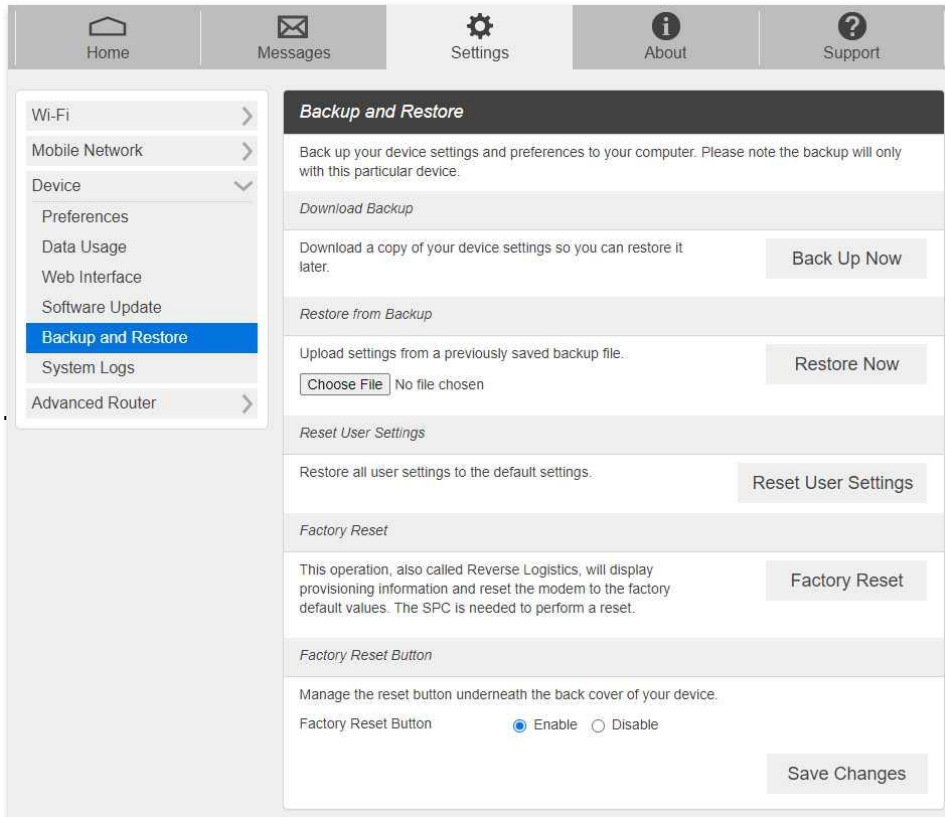 Home Messages Settings About Support
Wi-Fi
Mobile Network
Device
Preferences
Data Usage
Web Interface
Software Update
Backup and Restore
System Logs
Advanced Router
Backup and Restore
Back up your device settings and preferences to your computer. Please note the backup will only
with this particular device.
Download Backup
Download a copy of your device settings so you can restore it
later.
Back Up Now
Restore from Backup
Upload settings from a previously saved backup file.
Choose File No file chosen
Restore Now
Reset User Settings
Restore all user settings to the default settings.
Reset User Settings
Factory Reset
This operation, also called Reverse Logistics, will display
provisioning information and reset the modem to the factory
default values. The SPC is needed to perform a reset.
Factory Reset
Factory Reset Button
Manage the reset button underneath the back cover of your device.
Factory Reset Button Enable Disable
Save Changes